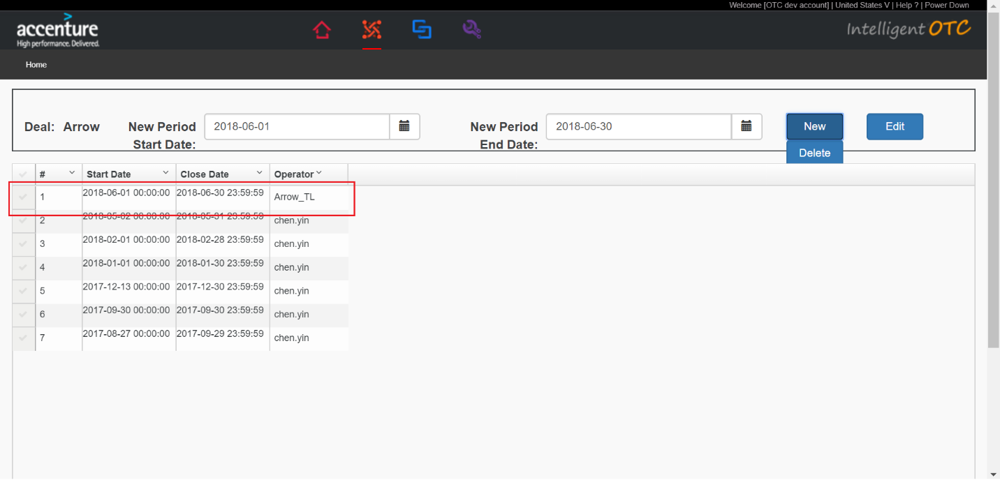 Welcome [OTC dev account] | United States V | Help ? | Power Down
accenture
High performance. Delivered.
Intelligent OTC
Home
Deal: Arrow
New Period Start Date:
2018-06-01
New Period End Date:
2018-06-30
New
Edit
Delete
# Start Date Close Date Operator
1 2018-06-01 00:00:00 2018-06-30 23:59:59 Arrow_TL
2 2018-05-02 00:00:00 2018-05-31 23:59:59 chen.yin
3 2018-02-01 00:00:00 2018-02-28 23:59:59 chen.yin
4 2018-01-01 00:00:00 2018-01-30 23:59:59 chen.yin
5 2017-12-13 00:00:00 2017-12-30 23:59:59 chen.yin
6 2017-09-30 00:00:00 2017-09-30 23:59:59 chen.yin
7 2017-08-27 00:00:00 2017-09-29 23:59:59 chen.yin